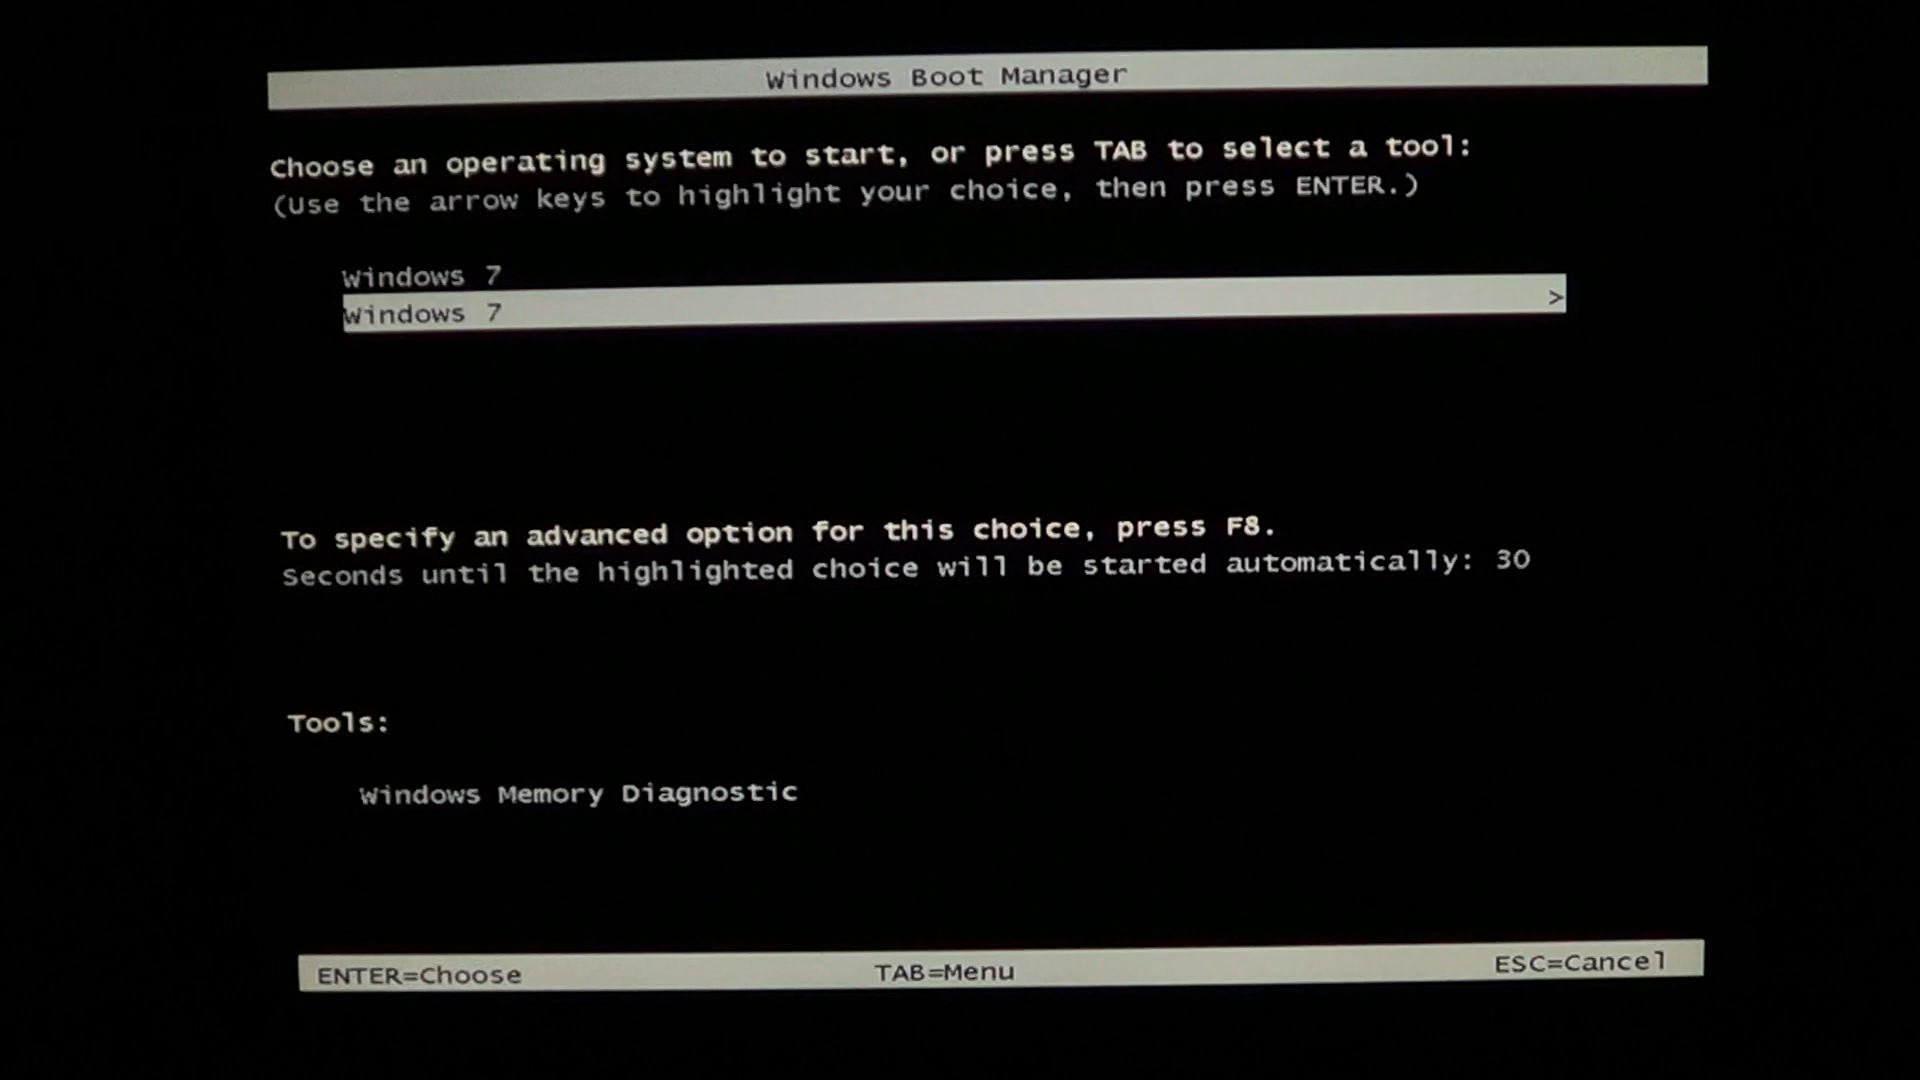 Windows Boot Manager
Choose an operating system to start, or press TAB to select a tool:
(Use the arrow keys to highlight your choice, then press ENTER.)
Windows 7
Windows 7 >
To specify an advanced option for this choice, press F8.
Seconds until the highlighted choice will be started automatically: 30
Tools:
Windows Memory Diagnostic
ENTER=Choose TAB=Menu ESC=Cancel